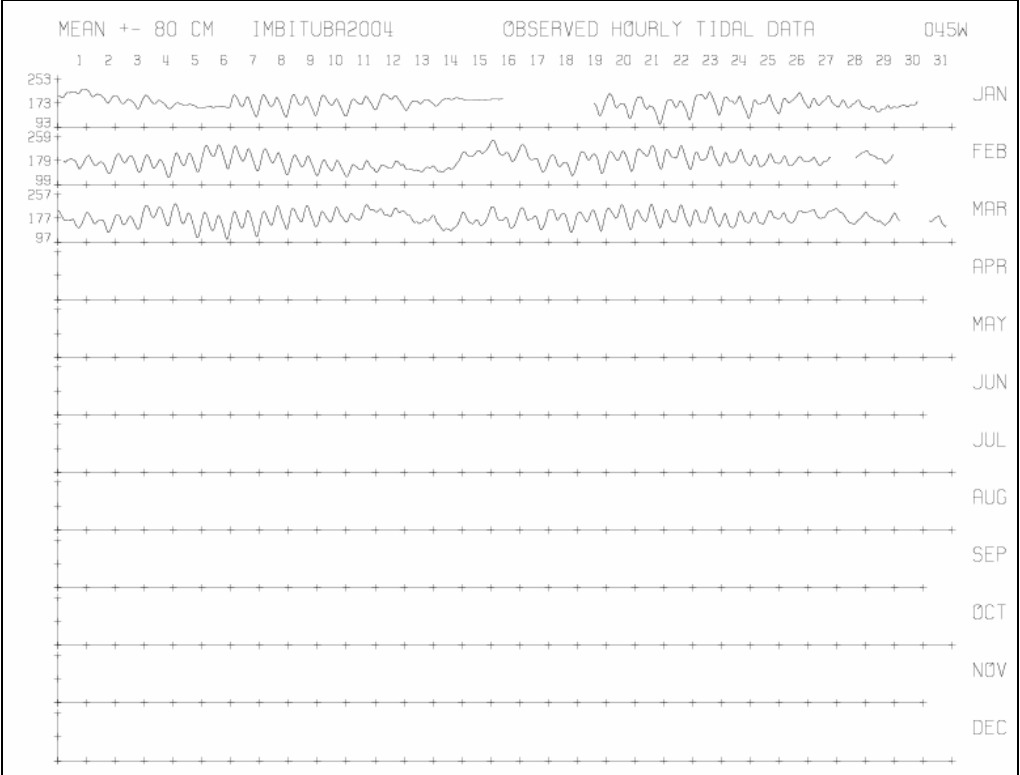 MEAN +- 80 CM IMBITUBA2004 OBSERVED HOURLY TIDAL DATA 045W
1 2 3 4 5 6 7 8 9 10 11 12 13 14 15 16 17 18 19 20 21 22 23 24 25 26 27 28 29 30 31
253
173 JAN
93
259
179 FEB
99
257
177 MAR
97
APR
MAY
JUN
JUL
AUG
SEP
OCT
NOV
DEC